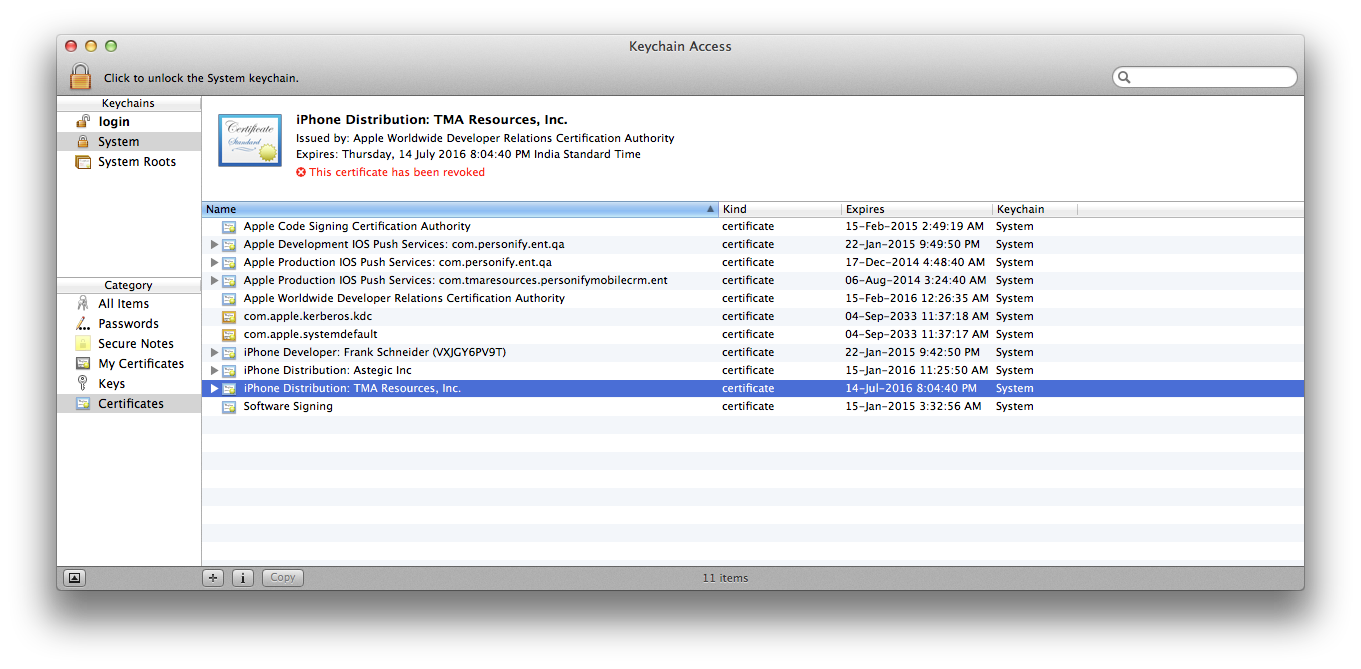 Keychain Access
Click to unlock the System keychain.
Keychains
login
System
System Roots
Certificate
Standard
iPhone Distribution: TMA Resources, Inc.
Issued by: Apple Worldwide Developer Relations Certification Authority
Expires: Thursday, 14 July 2016 8:04:40 PM India Standard Time
This certificate has been revoked
Name Kind Expires Keychain
Apple Code Signing Certification Authority certificate 15-Feb-2015 2:49:19 AM System
Apple Development IOS Push Services: com.personify.ent.qa certificate 22-Jan-2015 9:49:50 PM System
Apple Production IOS Push Services: com.personify.ent.qa certificate 17-Dec-2014 4:48:40 AM System
Apple Production IOS Push Services: com.tmaresources.personifymobilecrm.ent certificate 06-Aug-2014 3:24:40 AM System
Apple Worldwide Developer Relations Certification Authority certificate 15-Feb-2016 12:26:35 AM System
com.apple.kerberos.kdc certificate 04-Sep-2033 11:37:18 AM System
com.apple.systemdefault certificate 04-Sep-2033 11:37:17 AM System
iPhone Developer: Frank Schneider (VXJGY6PV9T) certificate 22-Jan-2015 9:42:50 PM System
iPhone Distribution: Astegic Inc certificate 15-Jan-2016 11:25:50 AM System
iPhone Distribution: TMA Resources, Inc. certificate 14-Jul-2016 8:04:40 PM System
Software Signing certificate 15-Jan-2015 3:32:56 AM System
Category
All Items
Passwords
Secure Notes
My Certificates
Keys
Certificates
+ i Copy 11 items